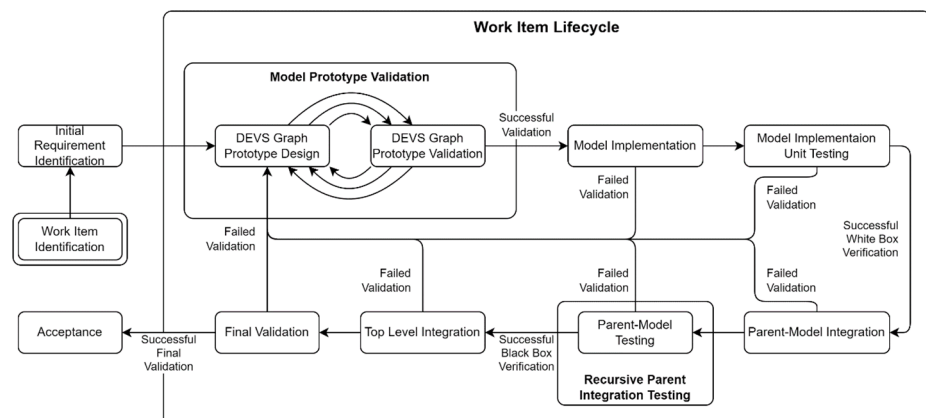 Work Item Lifecycle
Model Prototype Validation
Initial
Requirement
Identification
DEVS Graph
Prototype Design
DEVS Graph
Prototype Validation
Successful
Validation
Model Implementation
Model Implementaion
Unit Testing
Work Item
Identification
Failed
Validation
Failed
Validation
Failed
Validation
Successful
White Box
Verification
Failed
Validation
Failed
Validation
Failed
Validation
Acceptance
Successful
Final
Validation
Final Validation
Top Level Integration
Successful
Black Box
Verification
Parent-Model
Testing
Parent-Model Integration
Recursive Parent
Integration Testing